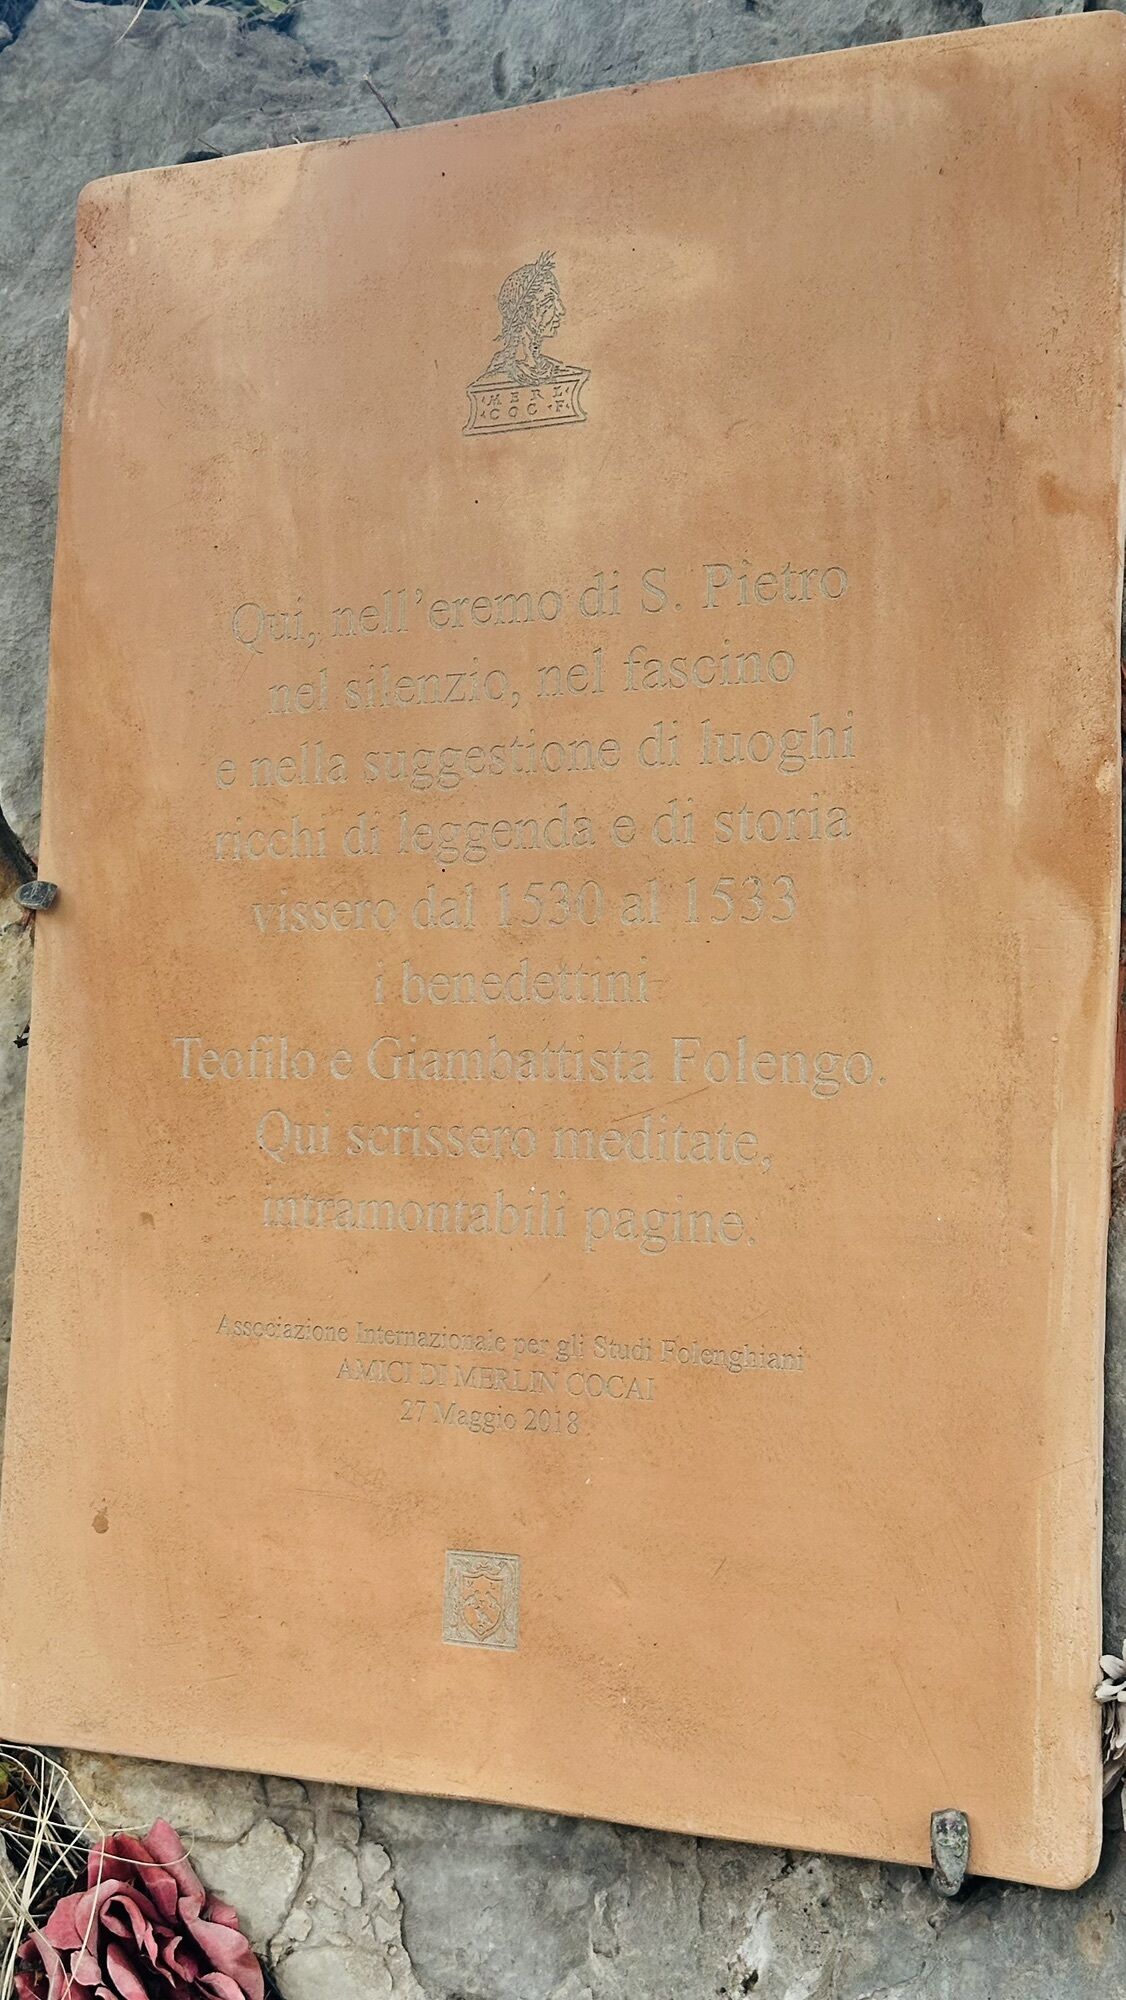 MERL
COC F
Qui, nell'eremo di S. Pietro
nel silenzio, nel fascino
e nella suggestione di luoghi
ricchi di leggenda e di storia
vissero dal 1530 al 1533
i benedettini
Teofilo e Giambattista Folengo.
Qui scrissero meditate,
intramontabili pagine.
Associazione Internazionale per gli Studi Folenghiani
AMICI DI MERLIN COCAI
27 Maggio 2018